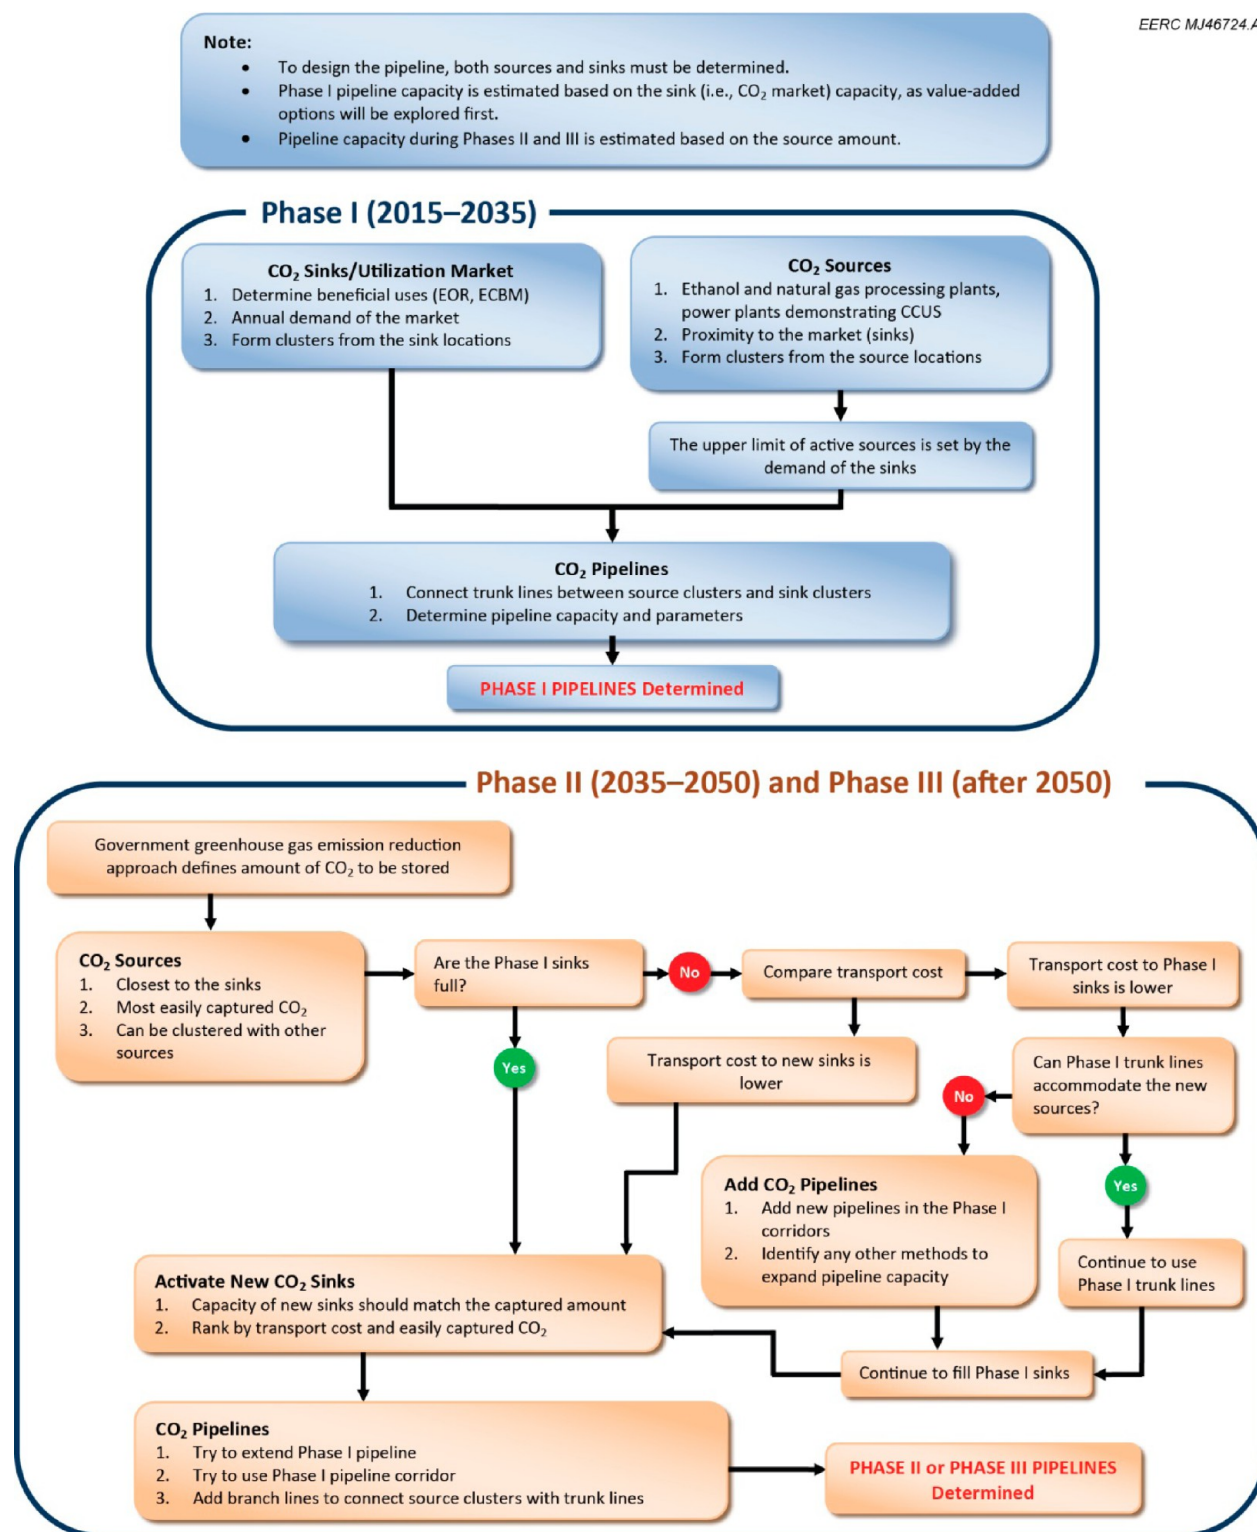 EERC MJ46724.A
Note:
• To design the pipeline, both sources and sinks must be determined.
• Phase I pipeline capacity is estimated based on the sink (i.e., CO₂ market) capacity, as value-added
options will be explored first.
• Pipeline capacity during Phases II and III is estimated based on the source amount.
Phase I (2015–2035)
CO₂ Sinks/Utilization Market
1. Determine beneficial uses (EOR, ECBM)
2. Annual demand of the market
3. Form clusters from the sink locations
CO₂ Sources
1. Ethanol and natural gas processing plants,
power plants demonstrating CCUS
2. Proximity to the market (sinks)
3. Form clusters from the source locations
The upper limit of active sources is set by the
demand of the sinks
CO₂ Pipelines
1. Connect trunk lines between source clusters and sink clusters
2. Determine pipeline capacity and parameters
PHASE I PIPELINES Determined
Phase II (2035–2050) and Phase III (after 2050)
Government greenhouse gas emission reduction
approach defines amount of CO₂ to be stored
CO₂ Sources
1. Closest to the sinks
2. Most easily captured CO₂
3. Can be clustered with other
sources
Are the Phase I sinks
full?
No
Compare transport cost
Transport cost to Phase I
sinks is lower
Yes
Transport cost to new sinks is
lower
Can Phase I trunk lines
accommodate the new
sources?
No
Yes
Add CO₂ Pipelines
1. Add new pipelines in the Phase I
corridors
2. Identify any other methods to
expand pipeline capacity
Continue to use
Phase I trunk lines
Activate New CO₂ Sinks
1. Capacity of new sinks should match the captured amount
2. Rank by transport cost and easily captured CO₂
Continue to fill Phase I sinks
CO₂ Pipelines
1. Try to extend Phase I pipeline
2. Try to use Phase I pipeline corridor
3. Add branch lines to connect source clusters with trunk lines
PHASE II or PHASE III PIPELINES
Determined